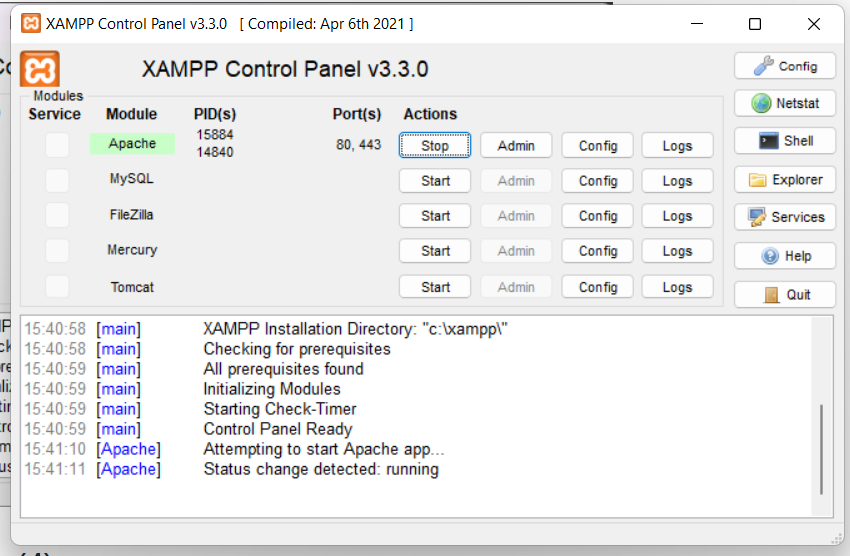 XAMPP Control Panel v3.3.0 [ Compiled: Apr 6th 2021 ]
XAMPP Control Panel v3.3.0
Config
Netstat
Shell
Explorer
Services
Help
Quit
Modules
Service Module PID(s) Port(s) Actions
Apache 15884 14840 80, 443 Stop Admin Config Logs
MySQL Start Admin Config Logs
FileZilla Start Admin Config Logs
Mercury Start Admin Config Logs
Tomcat Start Admin Config Logs
15:40:58 [main] XAMPP Installation Directory: "c:\xampp\"
15:40:58 [main] Checking for prerequisites
15:40:59 [main] All prerequisites found
15:40:59 [main] Initializing Modules
15:40:59 [main] Starting Check-Timer
15:40:59 [main] Control Panel Ready
15:41:10 [Apache] Attempting to start Apache app...
15:41:11 [Apache] Status change detected: running